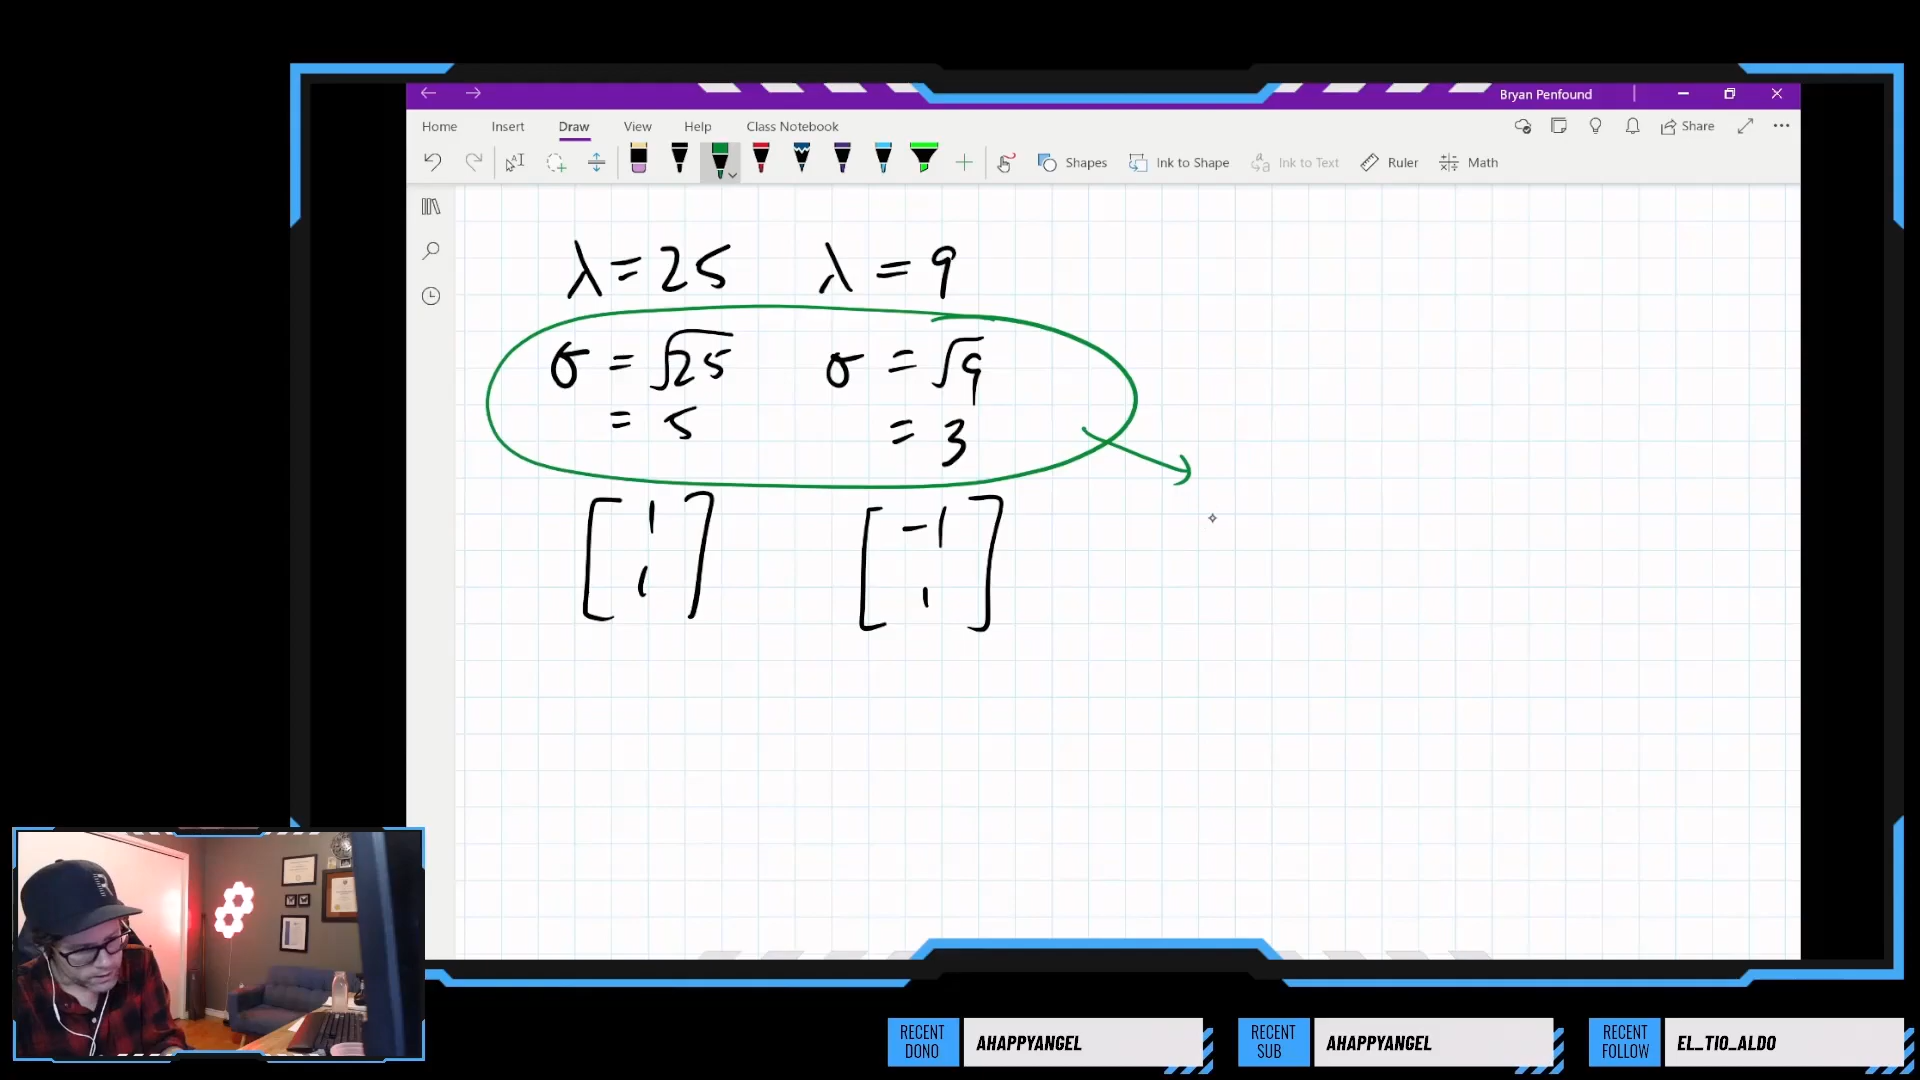 Bryan Penfound
Home Insert Draw View Help Class Notebook Share
Shapes Ink to Shape Ink to Text Ruler Math
λ = 25 λ = 9
σ = √25 σ = √9
= 5 = 3
[1 [-1
1] 1]
RECENT DONO AHAPPYANGEL
RECENT SUB AHAPPYANGEL
RECENT FOLLOW EL_TIO_ALDO